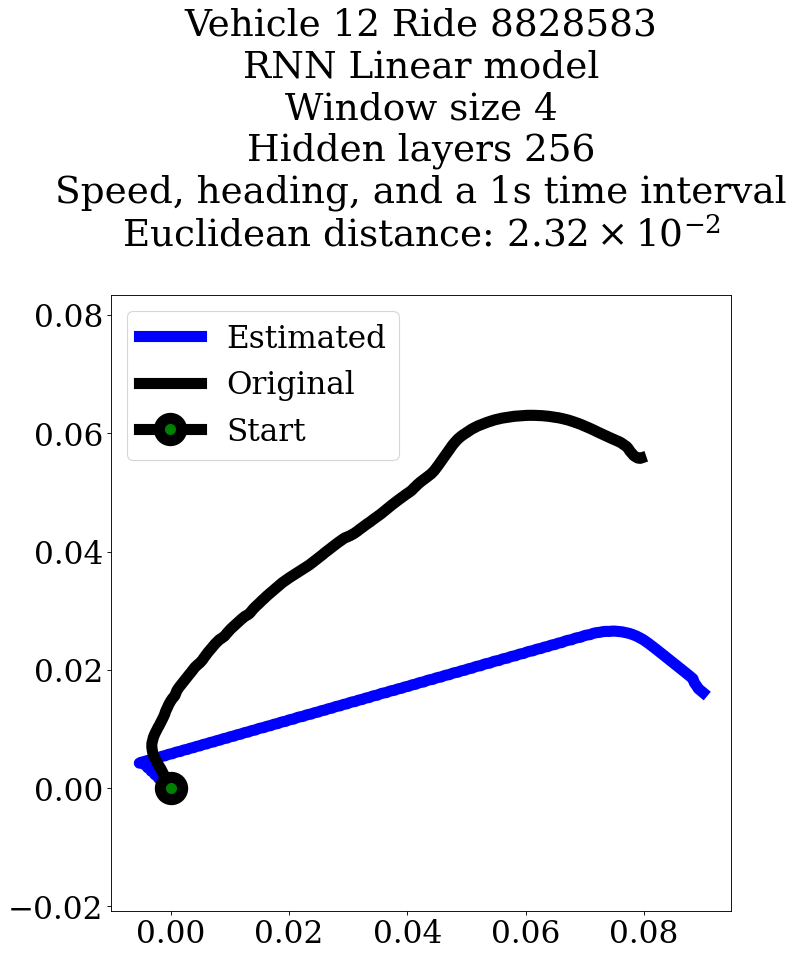 Vehicle 12 Ride 8828583
RNN Linear model
Window size 4
Hidden layers 256
Speed, heading, and a 1s time interval
Euclidean distance: 2.32 × 10⁻²
Estimated
Original
Start
0.08
0.06
0.04
0.02
0.00
−0.02
0.00 0.02 0.04 0.06 0.08